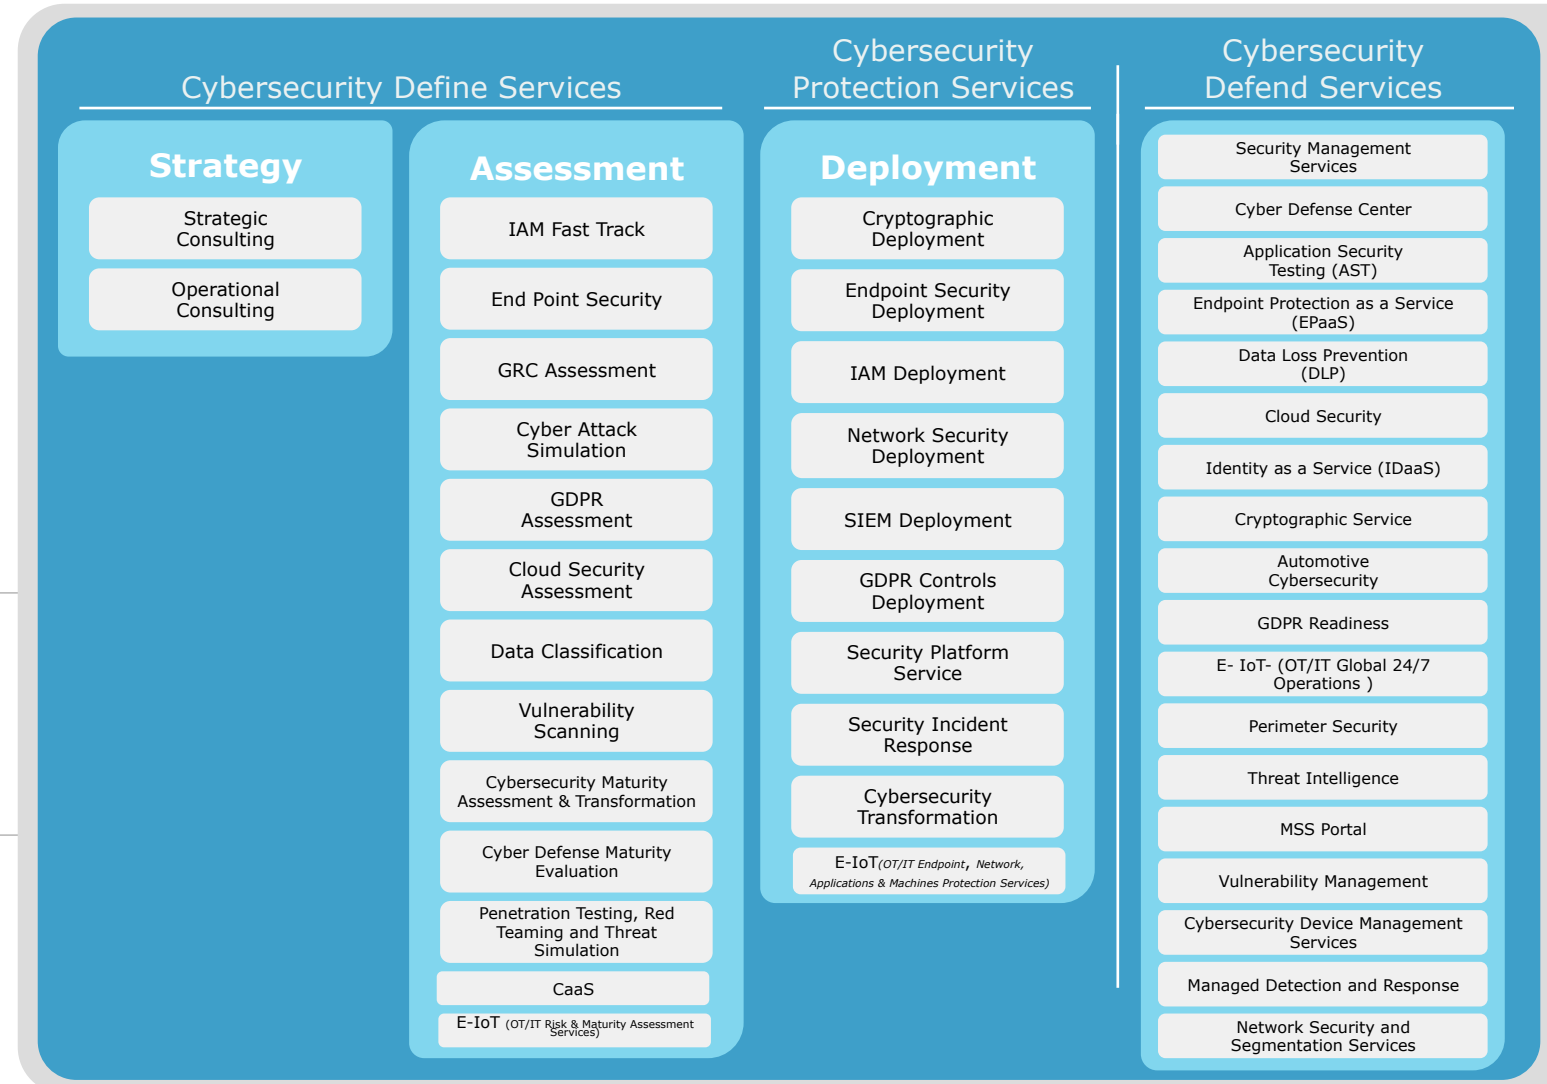 Cybersecurity Define Services
Strategy
Strategic
Consulting
Operational
Consulting
Assessment
IAM Fast Track
End Point Security
GRC Assessment
Cyber Attack
Simulation
GDPR
Assessment
Cloud Security
Assessment
Data Classification
Vulnerability
Scanning
Cybersecurity Maturity
Assessment & Transformation
Cyber Defense Maturity
Evaluation
Penetration Testing, Red
Teaming and Threat
Simulation
CaaS
E-IoT (OT/IT Risk & Maturity Assessment
Services)
Cybersecurity
Protection Services
Deployment
Cryptographic
Deployment
Endpoint Security
Deployment
IAM Deployment
Network Security
Deployment
SIEM Deployment
GDPR Controls
Deployment
Security Platform
Service
Security Incident
Response
Cybersecurity
Transformation
E-IoT(OT/IT Endpoint, Network,
Applications & Machines Protection Services)
Cybersecurity
Defend Services
Security Management
Services
Cyber Defense Center
Application Security
Testing (AST)
Endpoint Protection as a Service
(EPaaS)
Data Loss Prevention
(DLP)
Cloud Security
Identity as a Service (IDaaS)
Cryptographic Service
Automotive
Cybersecurity
GDPR Readiness
E- IoT- (OT/IT Global 24/7
Operations )
Perimeter Security
Threat Intelligence
MSS Portal
Vulnerability Management
Cybersecurity Device Management
Services
Managed Detection and Response
Network Security and
Segmentation Services